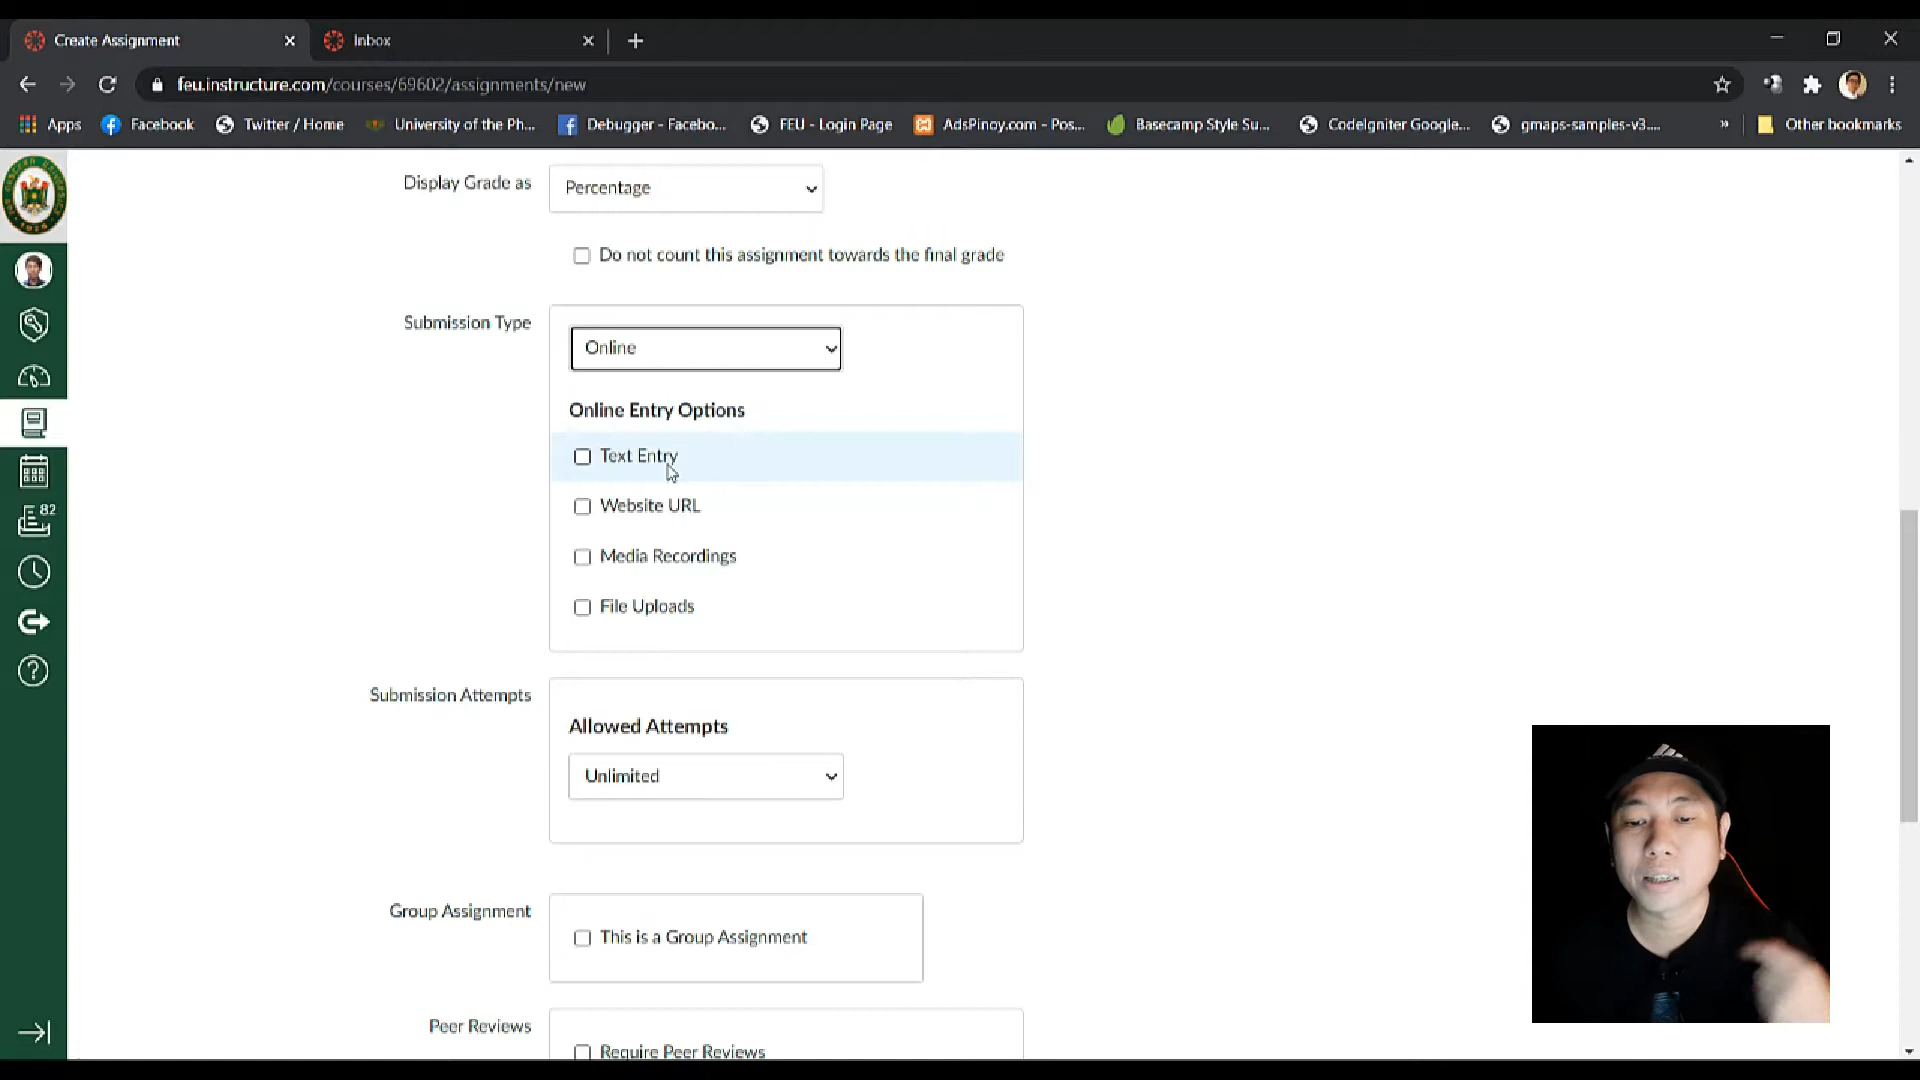 Create Assignment
Inbox
feu.instructure.com/courses/69602/assignments/new
Apps
Facebook
Twitter / Home
University of the Ph...
Debugger - Facebo...
FEU - Login Page
AdsPinoy.com - Pos...
Basecamp Style Su...
CodeIgniter Google...
gmaps-samples-v3....
»
Other bookmarks
Display Grade as
Percentage
Do not count this assignment towards the final grade
Submission Type
Online
Online Entry Options
Text Entry
Website URL
Media Recordings
File Uploads
82
Submission Attempts
Allowed Attempts
Unlimited
Group Assignment
This is a Group Assignment
Peer Reviews
Require Peer Reviews